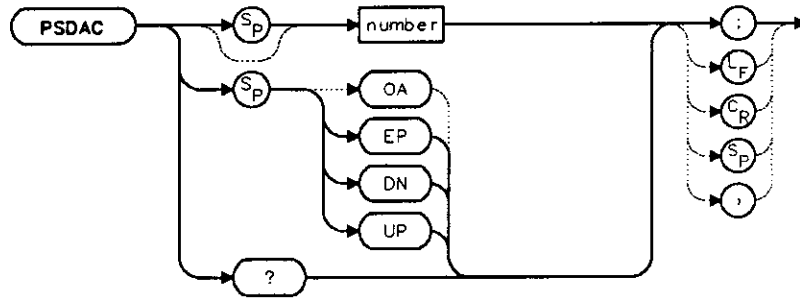 PSDAC
SP
number
;
SP
OA
LF
EP
CR
DN
SP
UP
,
?